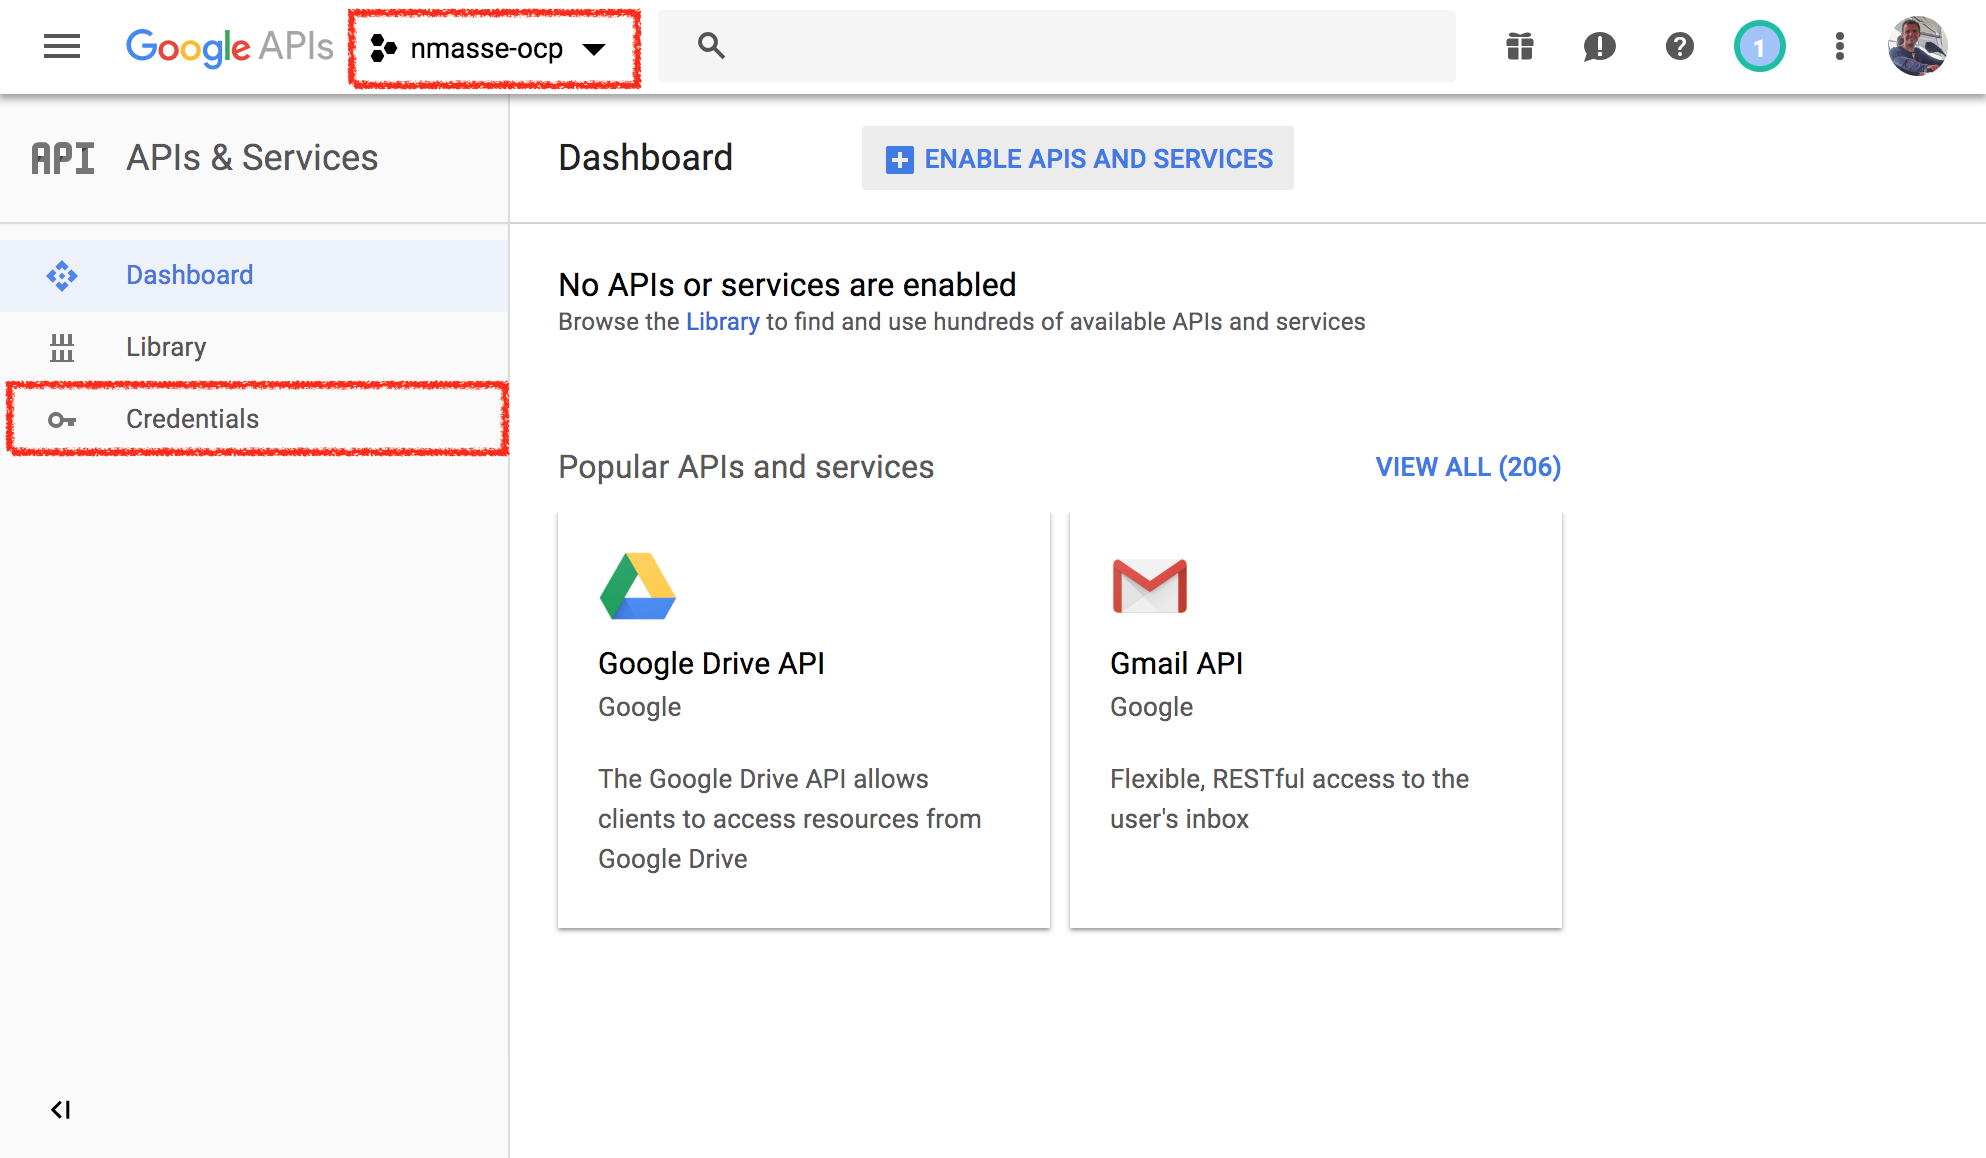 Google APIs
nmasse-ocp
1
API
APIs & Services
Dashboard
ENABLE APIS AND SERVICES
Dashboard
Library
Credentials
No APIs or services are enabled
Browse the Library to find and use hundreds of available APIs and services
Popular APIs and services
VIEW ALL (206)
Google Drive API
Google
The Google Drive API allows
clients to access resources from
Google Drive
Gmail API
Google
Flexible, RESTful access to the
user's inbox